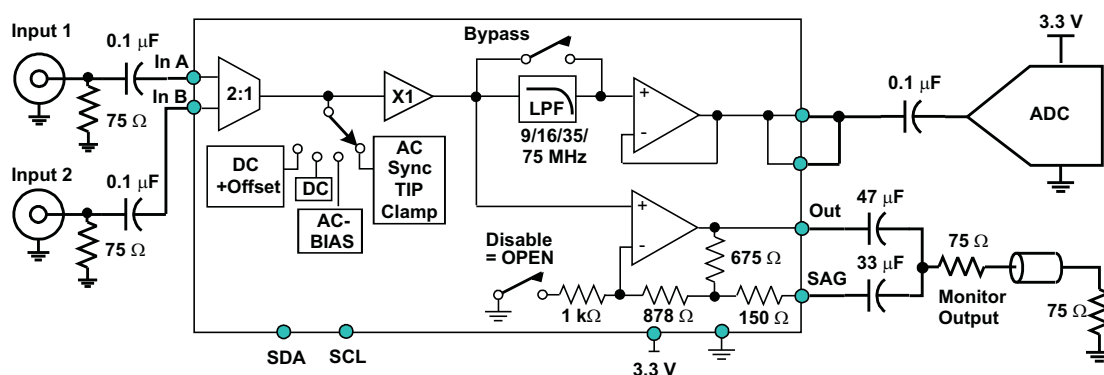 Input 1
0.1 μF
In A
75 Ω
In B
Input 2
0.1 μF
75 Ω
2:1
X1
DC
+Offset
DC
AC-
BIAS
AC
Sync
TIP
Clamp
Bypass
LPF
9/16/35/
75 MHz
+
-
+
-
Disable
= OPEN
1 kΩ
878 Ω
675 Ω
150 Ω
SDA
SCL
3.3 V
Out
SAG
47 μF
33 μF
75 Ω
Monitor
Output
75 Ω
0.1 μF
3.3 V
ADC